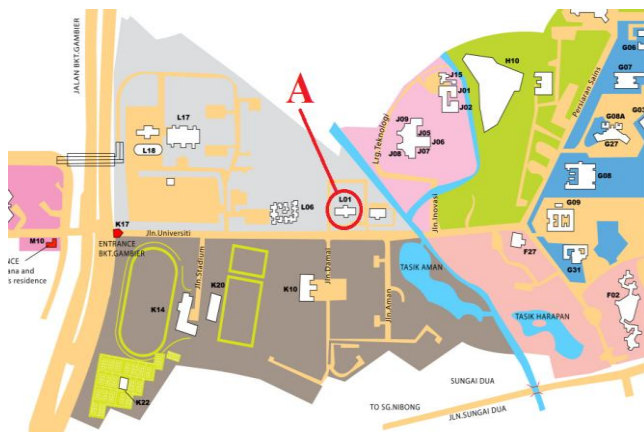 JALAN BKT.GAMBIER
A
H10
G06
G07
Persiaran Sains
G08A
G27
J15
J01
J02
J09
J05
J06
J08
J07
Lrg.Teknologi
L17
L18
G08
L06
L01
G09
K17
Jln.Universiti
Jln.Inovasi
M10
ENTRANCE
BKT.GAMBIER
F27
G31
ana and
s residence
Jln.Stadium
Jln.Damai
TASIK AMAN
K20
K10
K14
Jln.Aman
F02
TASIK HARAPAN
K22
SUNGAI DUA
TO SG.NIBONG
JLN.SUNGAI DUA